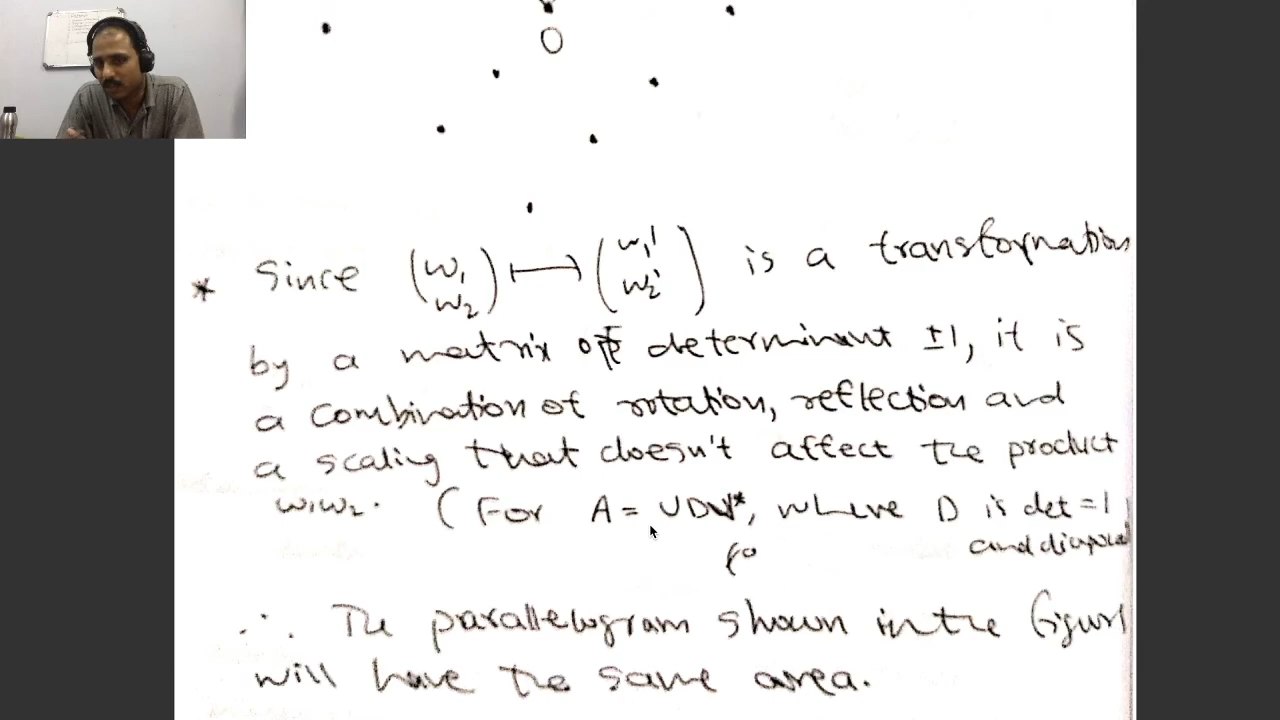 O
* Since (w₁ w₂) ↦ (w₁' w₂') is a transformation
by a matrix of determinant ±1, it is
a combination of rotation, reflection and
a scaling that doesn't affect the product
w₁w₂. (For A = UDV*, where D is det = 1
and diagonal
∴ The parallelogram shown in the figure
will have the same area.